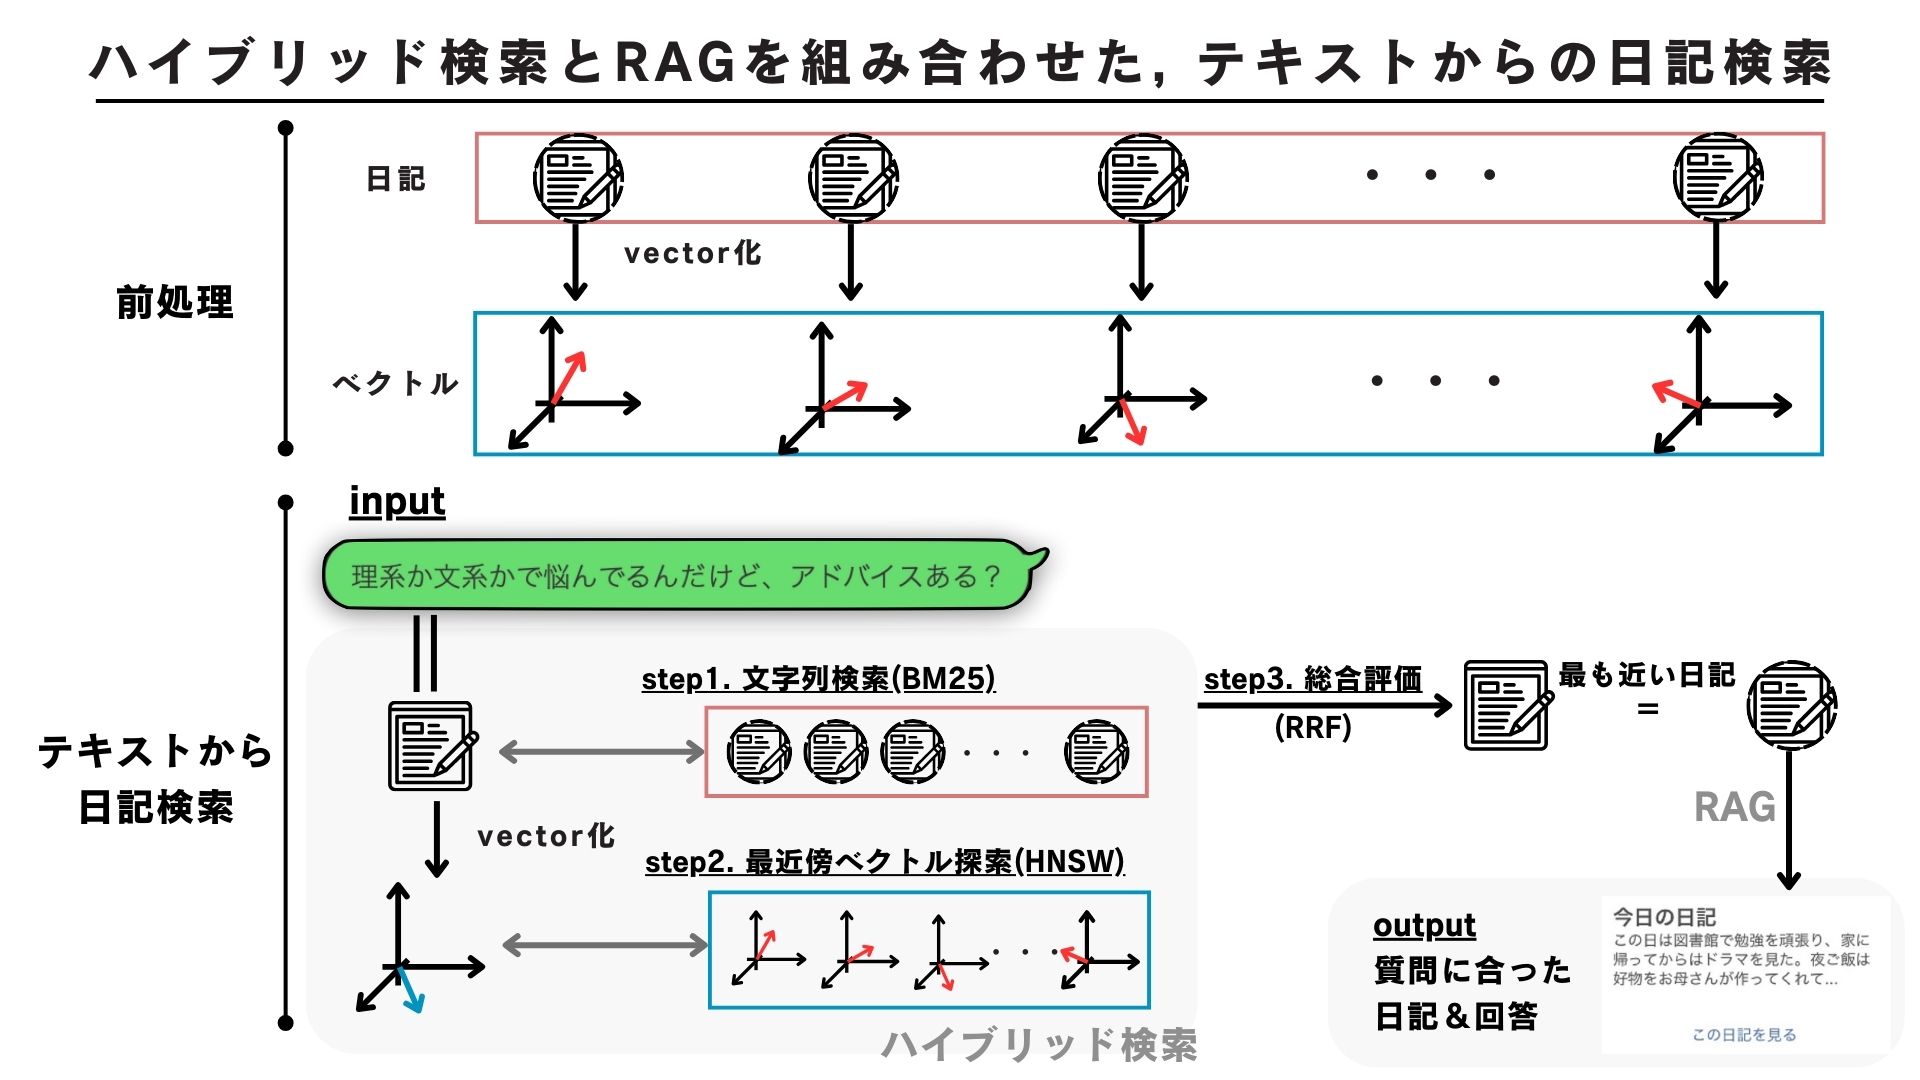 ハイブリッド検索とRAGを組み合わせた, テキストからの日記検索
日記
vector化
前処理
ベクトル
input
理系か文系かで悩んでるんだけど、アドバイスある？
step1. 文字列検索(BM25)
step3. 総合評価
(RRF)
最も近い日記
=
テキストから
日記検索
vector化
RAG
step2. 最近傍ベクトル探索(HNSW)
ハイブリッド検索
output
質問に合った
日記＆回答
今日の日記
この日は図書館で勉強を頑張り、家に
帰ってからはドラマを見た。夜ご飯は
好物をお母さんが作ってくれて...
この日記を見る